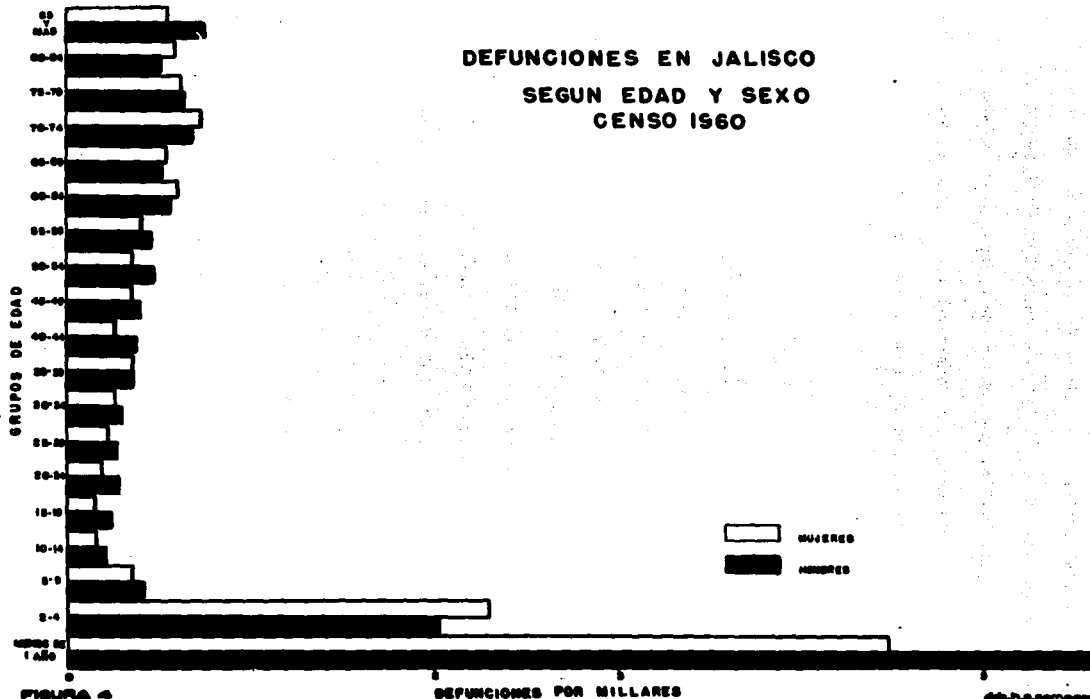 DEFUNCIONES EN JALISCO
SEGUN EDAD Y SEXO
CENSO 1960
GRUPOS DE EDAD
85
Y
MAS
80-84
75-79
70-74
65-69
60-64
55-59
50-54
45-49
40-44
35-39
30-34
25-29
20-24
15-19
10-14
5-9
MENOS DE
1 AÑO
MUJERES
HOMBRES
FIGURA 4
DEFUNCIONES POR MILLARES